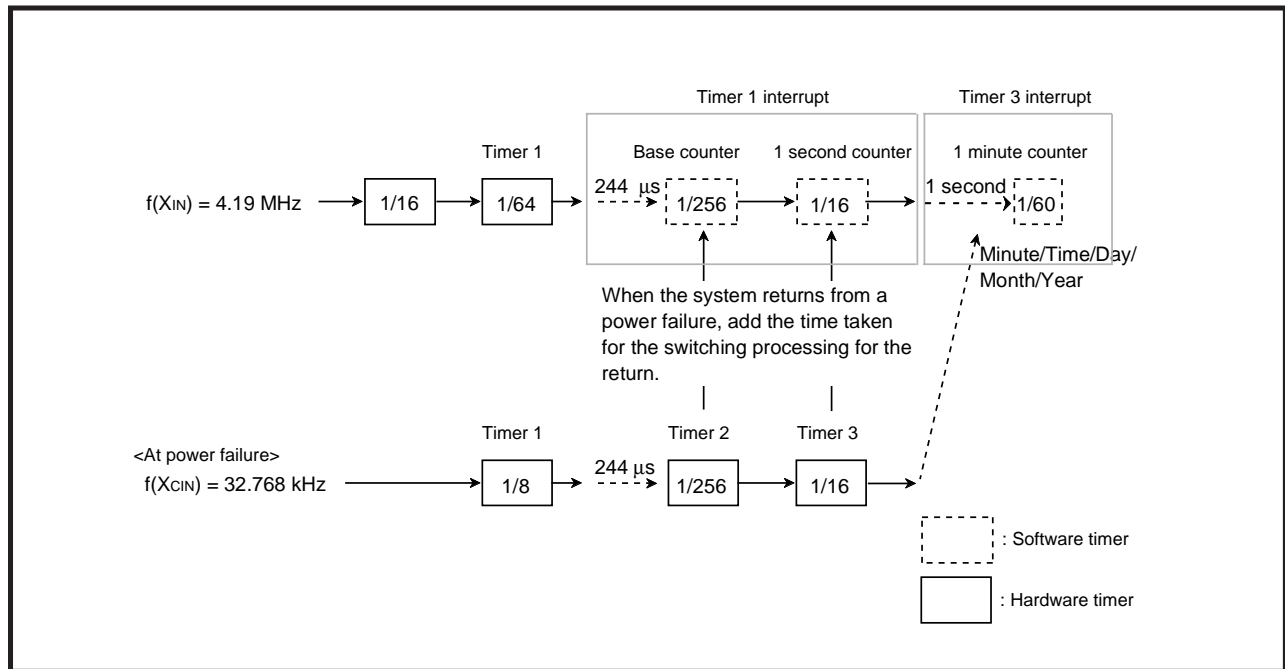 Timer 1 interrupt
Timer 3 interrupt
Timer 1
Base counter
1 second counter
1 minute counter
f(XIN) = 4.19 MHz
1/16
1/64
244 μs
1/256
1/16
1 second
1/60
Minute/Time/Day/
Month/Year
When the system returns from a
power failure, add the time taken
for the switching processing for the
return.
Timer 1
Timer 2
Timer 3
<At power failure>
f(XCIN) = 32.768 kHz
1/8
244 μs
1/256
1/16
: Software timer
: Hardware timer